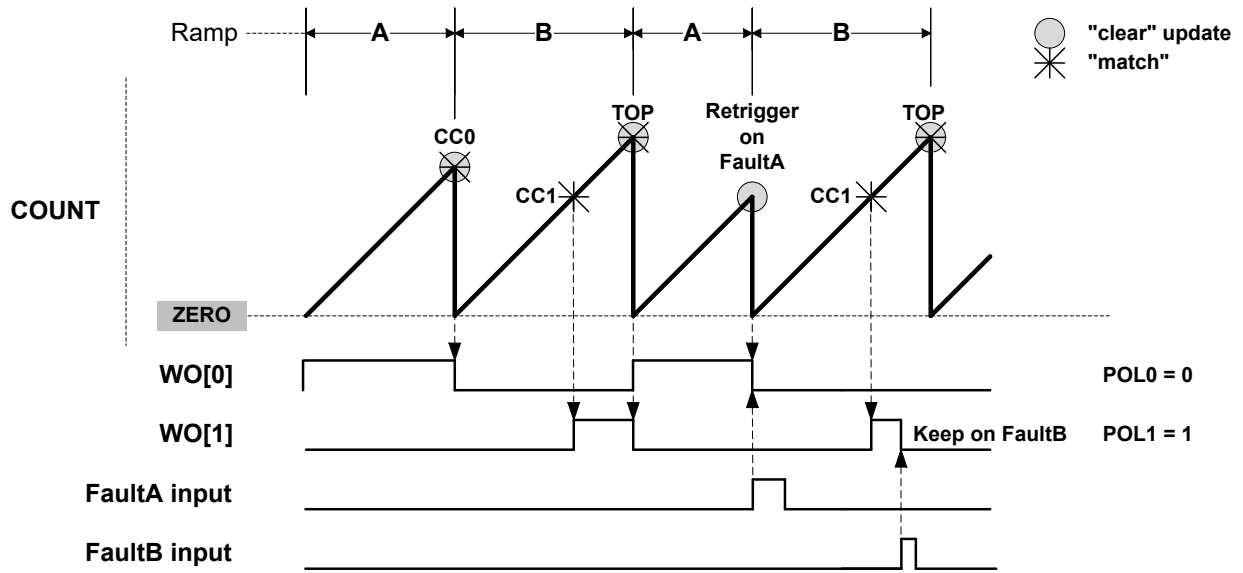 Ramp A B A B
"clear" update
"match"
CC0
TOP
Retrigger
on
FaultA
TOP
CC1
CC1
COUNT
ZERO
WO[0]
POL0 = 0
WO[1]
Keep on FaultB
POL1 = 1
FaultA input
FaultB input